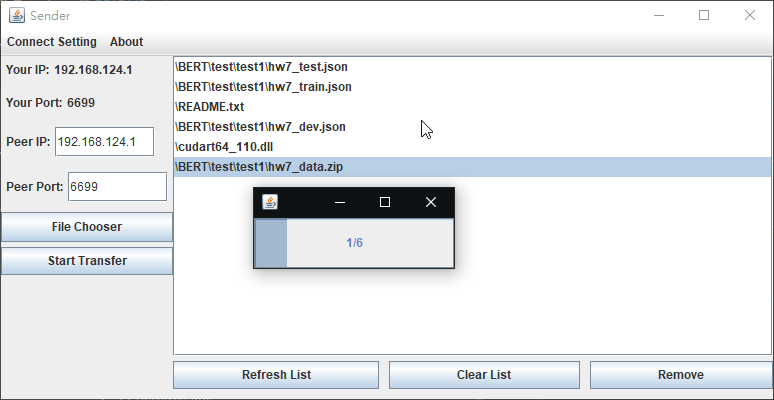 Sender
Connect Setting About
Your IP: 192.168.124.1
Your Port: 6699
Peer IP: 192.168.124.1
Peer Port: 6699
File Chooser
Start Transfer
\BERT\test\test1\hw7_test.json
\BERT\test\test1\hw7_train.json
\README.txt
\BERT\test\test1\hw7_dev.json
\cudart64_110.dll
\BERT\test\test1\hw7_data.zip
1/6
Refresh List Clear List Remove